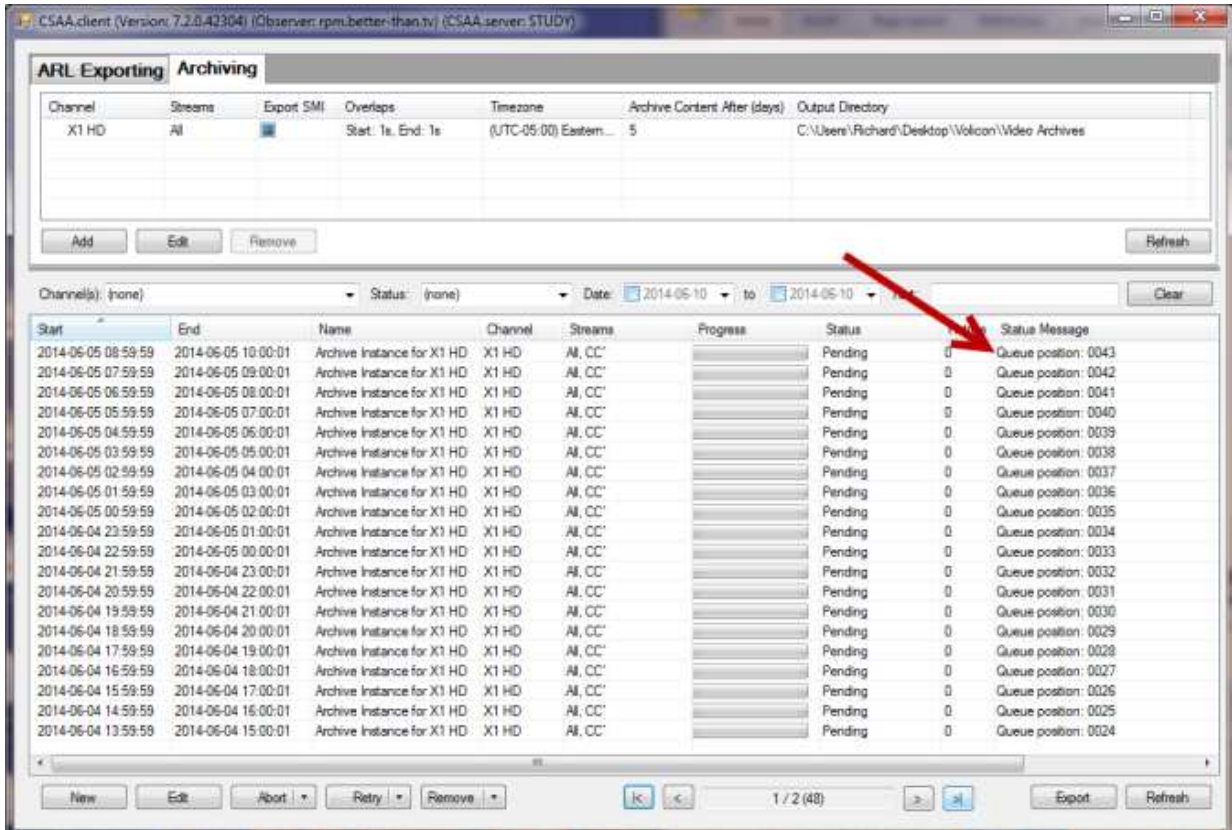 CSAA.client (Version: 7.2.0.42304) (Observer: rpm.better-than.tv) (CSAA.server: STUDY)
ARL Exporting Archiving
Channel Streams Export SMI Overlaps Timezone Archive Content After (days) Output Directory
X1 HD All Start: 1s, End: 1s (UTC-05:00) Eastern... 5 C:\Users\Richard\Desktop\Volicon\Video Archives
Add Edit Remove Refresh
Channel(s): (none) Status: (none) Date: 2014-06-10 to 2014-06-10 Clear
Start End Name Channel Streams Progress Status Status Message
2014-06-05 08:59:59 2014-06-05 10:00:01 Archive Instance for X1 HD X1 HD All, CC* Pending 0 Queue position: 0043
2014-06-05 07:59:59 2014-06-05 09:00:01 Archive Instance for X1 HD X1 HD All, CC* Pending 0 Queue position: 0042
2014-06-05 06:59:59 2014-06-05 08:00:01 Archive Instance for X1 HD X1 HD All, CC* Pending 0 Queue position: 0041
2014-06-05 05:59:59 2014-06-05 07:00:01 Archive Instance for X1 HD X1 HD All, CC* Pending 0 Queue position: 0040
2014-06-05 04:59:59 2014-06-05 06:00:01 Archive Instance for X1 HD X1 HD All, CC* Pending 0 Queue position: 0039
2014-06-05 03:59:59 2014-06-05 05:00:01 Archive Instance for X1 HD X1 HD All, CC* Pending 0 Queue position: 0038
2014-06-05 02:59:59 2014-06-05 04:00:01 Archive Instance for X1 HD X1 HD All, CC* Pending 0 Queue position: 0037
2014-06-05 01:59:59 2014-06-05 03:00:01 Archive Instance for X1 HD X1 HD All, CC* Pending 0 Queue position: 0036
2014-06-05 00:59:59 2014-06-05 02:00:01 Archive Instance for X1 HD X1 HD All, CC* Pending 0 Queue position: 0035
2014-06-04 23:59:59 2014-06-05 01:00:01 Archive Instance for X1 HD X1 HD All, CC* Pending 0 Queue position: 0034
2014-06-04 22:59:59 2014-06-05 00:00:01 Archive Instance for X1 HD X1 HD All, CC* Pending 0 Queue position: 0033
2014-06-04 21:59:59 2014-06-04 23:00:01 Archive Instance for X1 HD X1 HD All, CC* Pending 0 Queue position: 0032
2014-06-04 20:59:59 2014-06-04 22:00:01 Archive Instance for X1 HD X1 HD All, CC* Pending 0 Queue position: 0031
2014-06-04 19:59:59 2014-06-04 21:00:01 Archive Instance for X1 HD X1 HD All, CC* Pending 0 Queue position: 0030
2014-06-04 18:59:59 2014-06-04 20:00:01 Archive Instance for X1 HD X1 HD All, CC* Pending 0 Queue position: 0029
2014-06-04 17:59:59 2014-06-04 19:00:01 Archive Instance for X1 HD X1 HD All, CC* Pending 0 Queue position: 0028
2014-06-04 16:59:59 2014-06-04 18:00:01 Archive Instance for X1 HD X1 HD All, CC* Pending 0 Queue position: 0027
2014-06-04 15:59:59 2014-06-04 17:00:01 Archive Instance for X1 HD X1 HD All, CC* Pending 0 Queue position: 0026
2014-06-04 14:59:59 2014-06-04 16:00:01 Archive Instance for X1 HD X1 HD All, CC* Pending 0 Queue position: 0025
2014-06-04 13:59:59 2014-06-04 15:00:01 Archive Instance for X1 HD X1 HD All, CC* Pending 0 Queue position: 0024
New Edit Abort Retry Remove |< < 1 / 2 (48) > >| Export Refresh